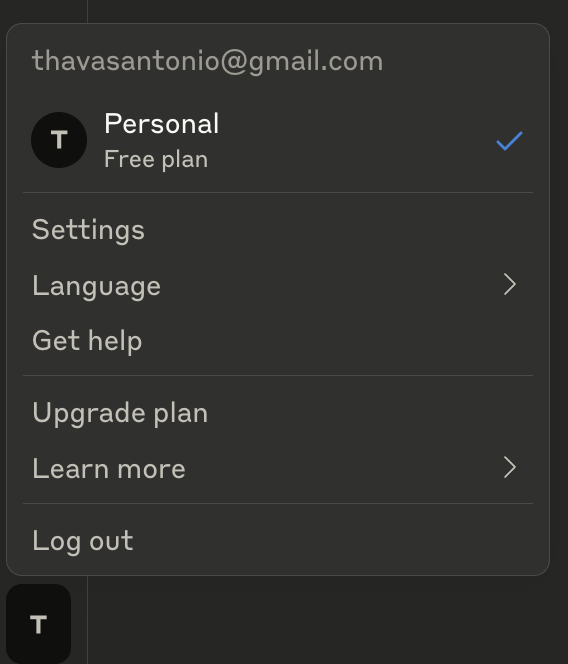 thavasantonio@gmail.com
T
Personal
Free plan
Settings
Language
Get help
Upgrade plan
Learn more
Log out
T